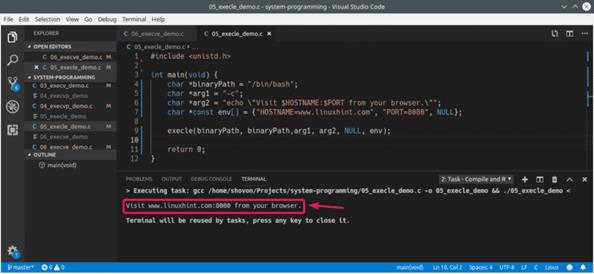 05_execle_demo.c - system-programming - Visual Studio Code
File Edit Selection View Go Debug Terminal Help
EXPLORER
OPEN EDITORS
06_execve_demo.c M
05_execle_demo.c M
SYSTEM-PROGRAMMING
03_execv_demo.c M
04_execvp_demo
04_execvp_demo.c M
05_execle_demo
05_execle_demo.c M
06_execve_demo
06_execve_demo.c M
OUTLINE
main(void)
06_execve_demo.c
05_execle_demo.c
05_execle_demo.c
1 #include <unistd.h>
2
3 int main(void) {
4 char *binaryPath = "/bin/bash";
5 char *arg1 = "-c";
6 char *arg2 = "echo \"Visit $HOSTNAME:$PORT from your browser.\"";
7 char *const env[] = {"HOSTNAME=www.linuxhint.com", "PORT=8080", NULL};
8
9 execle(binaryPath, binaryPath,arg1, arg2, NULL, env);
10
11 return 0;
12 }
PROBLEMS OUTPUT DEBUG CONSOLE TERMINAL 2: Task - Compile and R
> Executing task: gcc /home/shovon/Projects/system-programming/05_execle_demo.c -o 05_execle_demo && ./05_execle_demo <
Visit www.linuxhint.com:8080 from your browser.
Terminal will be reused by tasks, press any key to close it.
master* 0 0 main(void) Ln 10, Col 2 Spaces: 4 UTF-8 LF C Linux